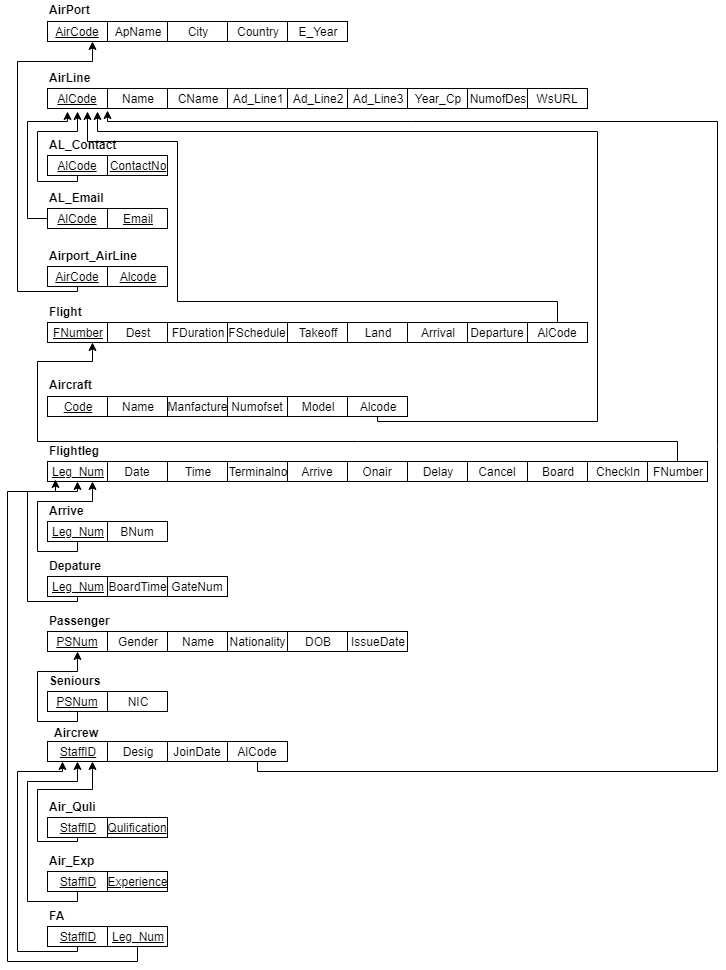 AirPort
AirCode ApName City Country E_Year
AirLine
AlCode Name CName Ad_Line1 Ad_Line2 Ad_Line3 Year_Cp NumofDes WsURL
AL_Contact
AlCode ContactNo
AL_Email
AlCode Email
Airport_AirLine
AirCode Alcode
Flight
FNumber Dest FDuration FSchedule Takeoff Land Arrival Departure AlCode
Aircraft
Code Name Manfacture Numofset Model Alcode
Flightleg
Leg_Num Date Time Terminalno Arrive Onair Delay Cancel Board CheckIn FNumber
Arrive
Leg_Num BNum
Depature
Leg_Num BoardTime GateNum
Passenger
PSNum Gender Name Nationality DOB IssueDate
Seniours
PSNum NIC
Aircrew
StaffID Desig JoinDate AlCode
Air_Quli
StaffID Qulification
Air_Exp
StaffID Experience
FA
StaffID Leg_Num